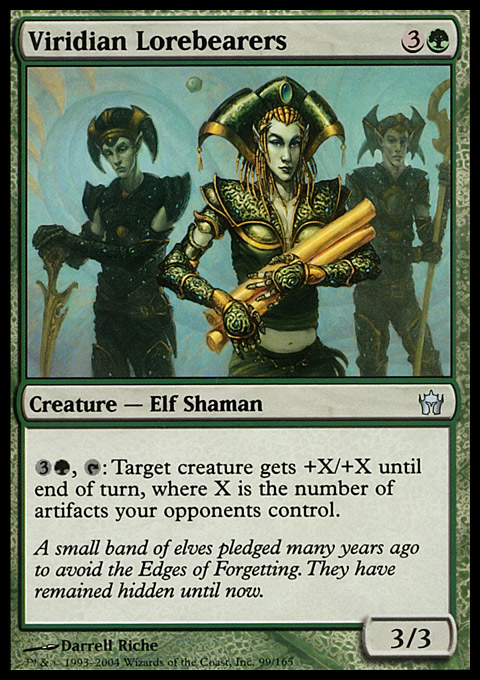 Viridian Lorebearers 3
Creature — Elf Shaman
3, : Target creature gets +X/+X until
end of turn, where X is the number of
artifacts your opponents control.
A small band of elves pledged many years ago
to avoid the Edges of Forgetting. They have
remained hidden until now.
Darrell Riche
3/3
™ & © 1993–2004 Wizards of the Coast, Inc. 99/165